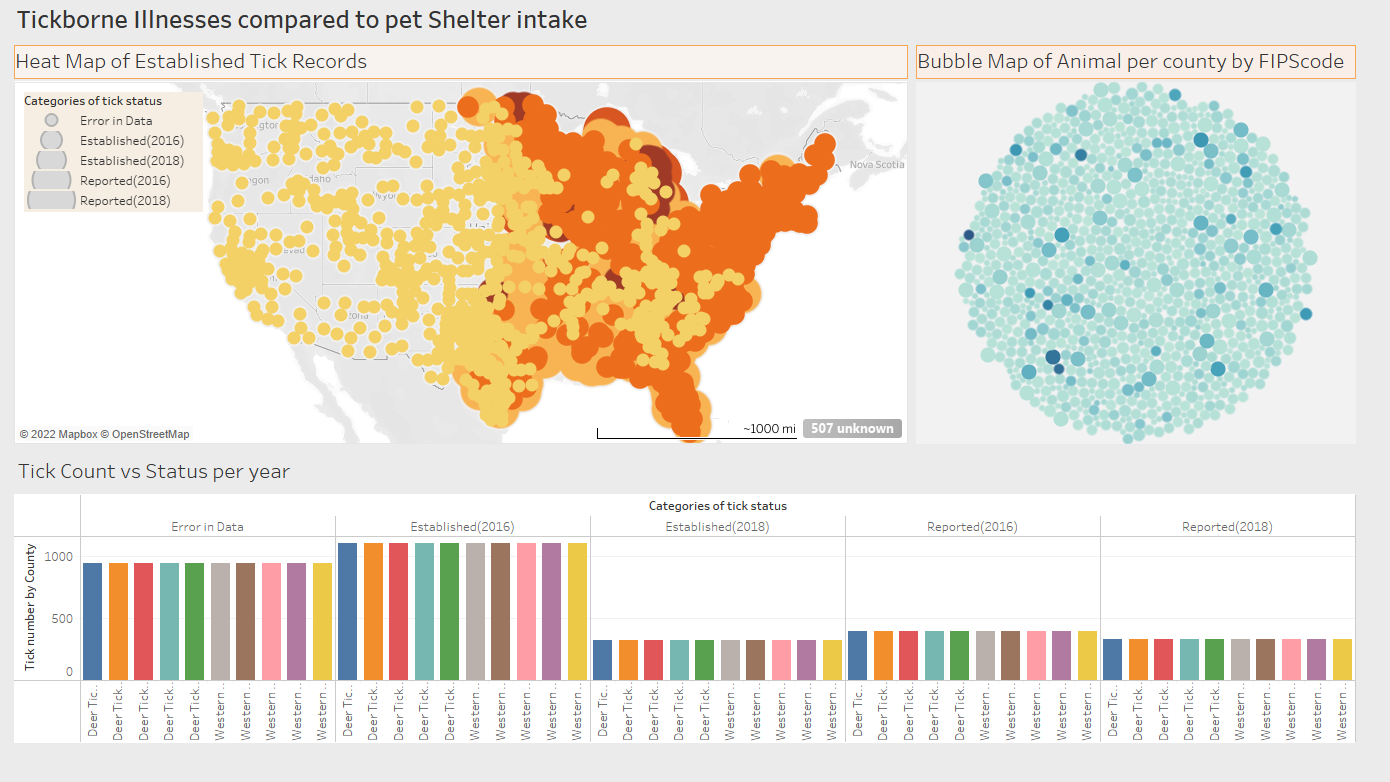 Tickborne Illnesses compared to pet Shelter intake
Heat Map of Established Tick Records
Bubble Map of Animal per county by FIPScode
Categories of tick status
Error in Data
Established(2016)
Established(2018)
Reported(2016)
Reported(2018)
Nova Scotia
© 2022 Mapbox © OpenStreetMap
~1000 mi
507 unknown
Tick Count vs Status per year
Categories of tick status
Error in Data
Established(2016)
Established(2018)
Reported(2016)
Reported(2018)
Tick number by County
1000
500
0
Deer Tic..
Deer Tick..
Deer Tick..
Deer Tick..
Deer Tick..
Western ..
Western ..
Western ..
Western ..
Western ..
Deer Tic..
Deer Tick..
Deer Tick..
Deer Tick..
Deer Tick..
Western ..
Western ..
Western ..
Western ..
Western ..
Deer Tic..
Deer Tick..
Deer Tick..
Deer Tick..
Deer Tick..
Western ..
Western ..
Western ..
Western ..
Western ..
Deer Tic..
Deer Tick..
Deer Tick..
Deer Tick..
Deer Tick..
Western ..
Western ..
Western ..
Western ..
Western ..
Deer Tic..
Deer Tick..
Deer Tick..
Deer Tick..
Deer Tick..
Western ..
Western ..
Western ..
Western ..
Western ..